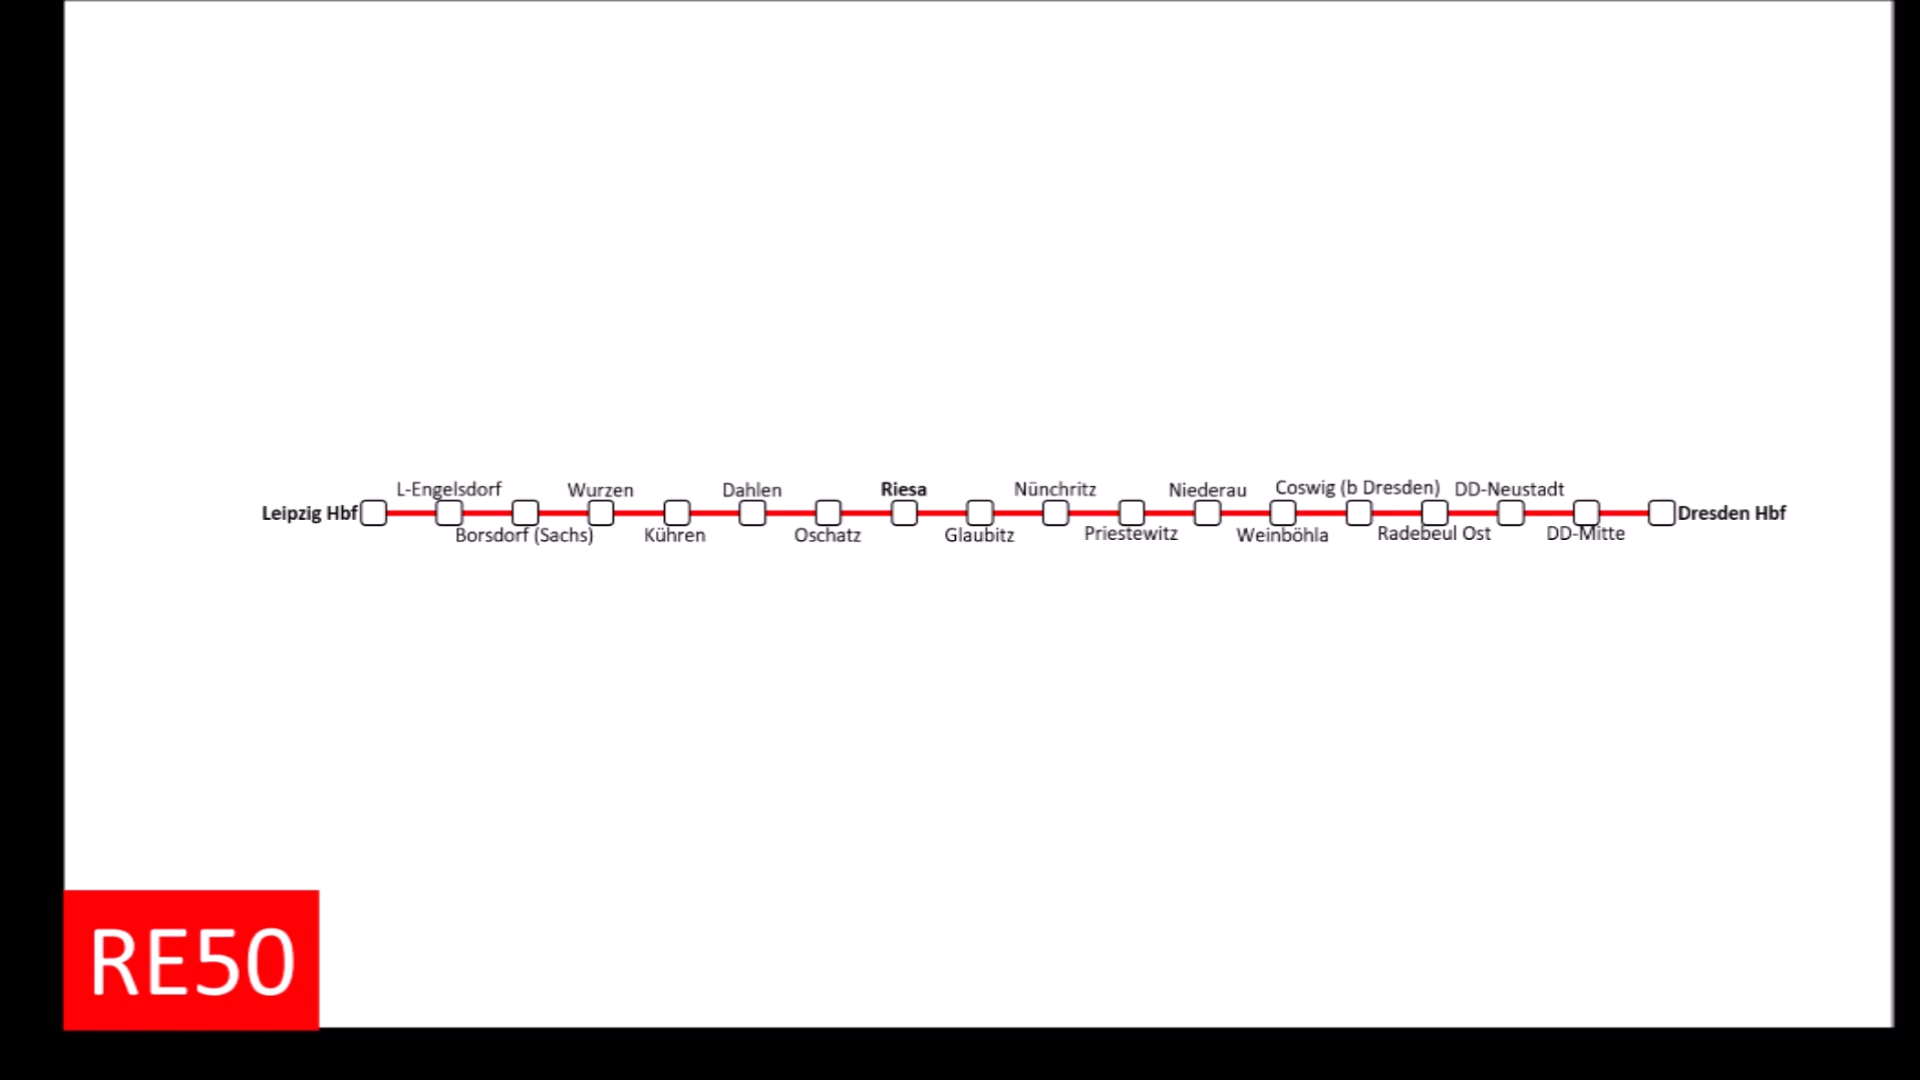 L-Engelsdorf
Wurzen
Dahlen
Riesa
Nünchritz
Niederau
Coswig (b Dresden)
DD-Neustadt
Leipzig Hbf
Dresden Hbf
Borsdorf (Sachs)
Kühren
Oschatz
Glaubitz
Priestewitz
Weinböhla
Radebeul Ost
DD-Mitte
RE50